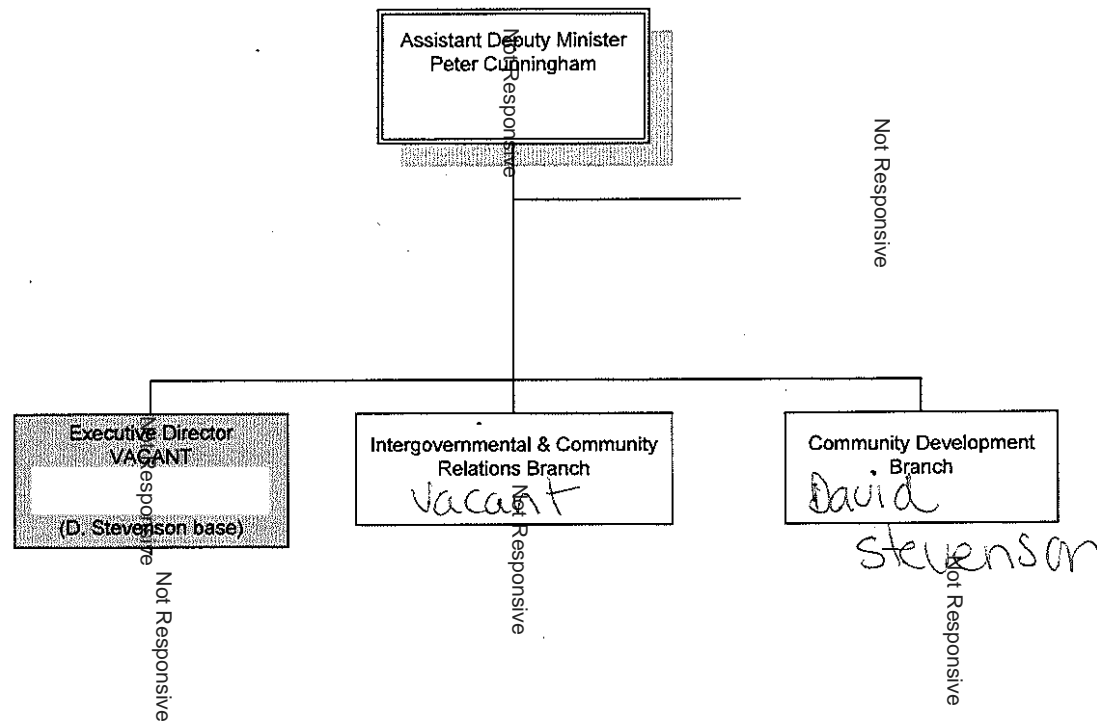 Assistant Deputy Minister
Peter Cunningham
Not Responsive
Not Responsive
Executive Director
VACANT
(D. Stevenson base)
Not Responsive
Not Responsive
Intergovernmental & Community
Relations Branch
Vacant
Not Responsive
Community Development
Branch
David
Stevenson
Not Responsive